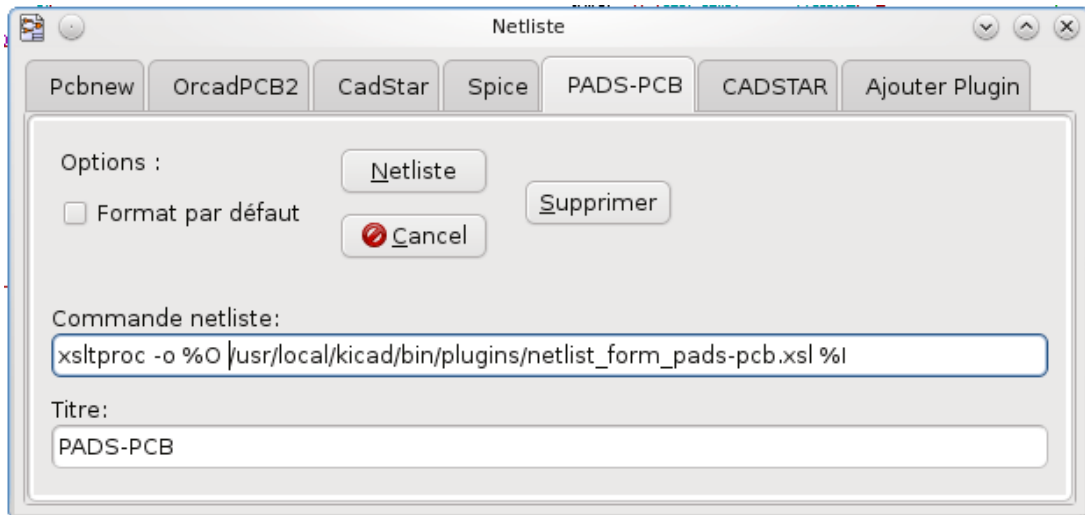 Netliste
Pcbnew OrcadPCB2 CadStar Spice PADS-PCB CADSTAR Ajouter Plugin
Options :
Netliste
Supprimer
Format par défaut
Cancel
Commande netliste:
xsltproc -o %O /usr/local/kicad/bin/plugins/netlist_form_pads-pcb.xsl %I
Titre:
PADS-PCB